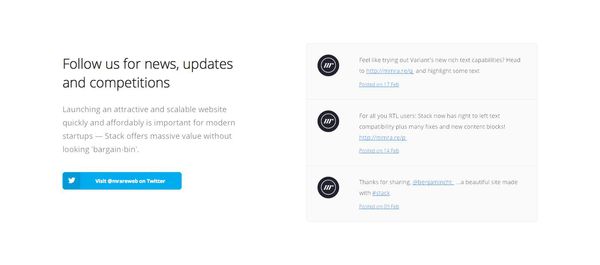 Follow us for news, updates
and competitions
Launching an attractive and scalable website
quickly and affordably is important for modern
startups — Stack offers massive value without
looking 'bargain-bin'.
Visit @mrareweb on Twitter
Feel like trying out Variant's new rich text capabilities? Head
to http://mrra.re/g and highlight some text
Posted on 17 Feb
For all you RTL users: Stack now has right to left text
compatibility plus many fixes and new content blocks!
http://mrra.re/p
Posted on 14 Feb
Thanks for sharing, ...a beautiful site made
with #stack
Posted on 09 Feb